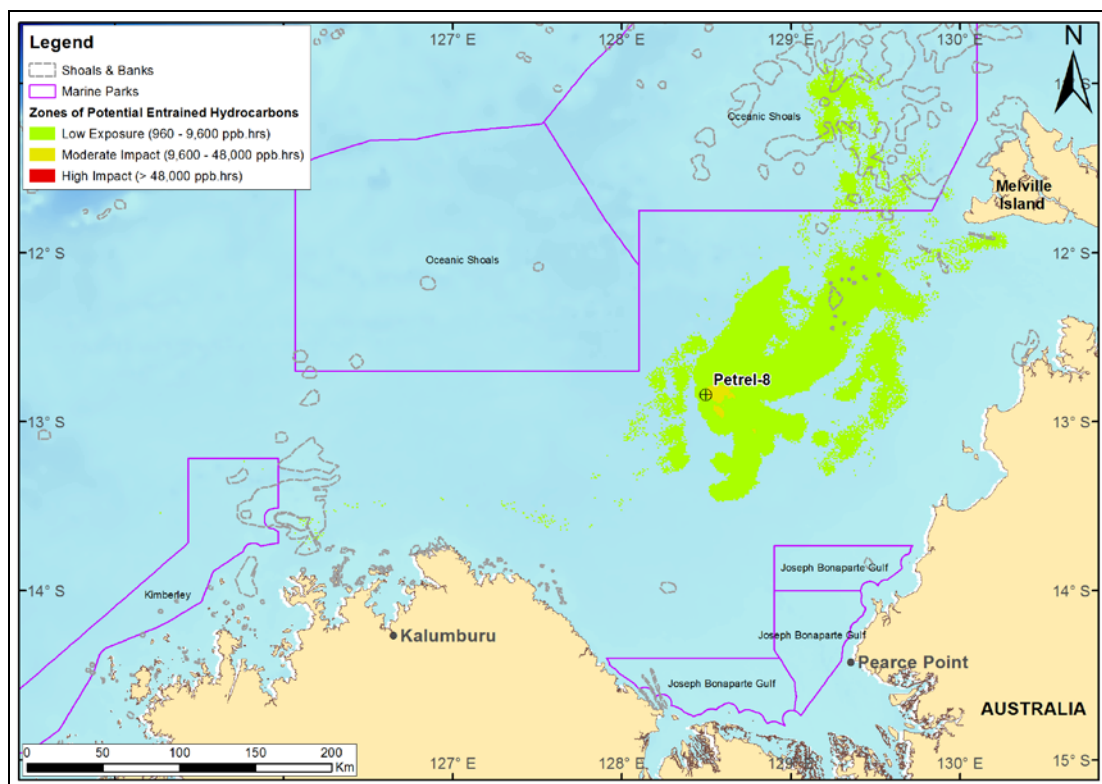 Legend
Shoals & Banks
Marine Parks
Zones of Potential Entrained Hydrocarbons
Low Exposure (960 - 9,600 ppb.hrs)
Moderate Impact (9,600 - 48,000 ppb.hrs)
High Impact (> 48,000 ppb.hrs)
127° E
128° E
129° E
130° E
N
Oceanic Shoals
Melville
Island
12° S
12° S
Oceanic Shoals
Petrel-8
13° S
13° S
14° S
14° S
Joseph Bonaparte Gulf
Kimberley
Kalumburu
Joseph Bonaparte Gulf
Pearce Point
Joseph Bonaparte Gulf
AUSTRALIA
0 50 100 150 200
Km
127° E
128° E
129° E
130° E
15° S